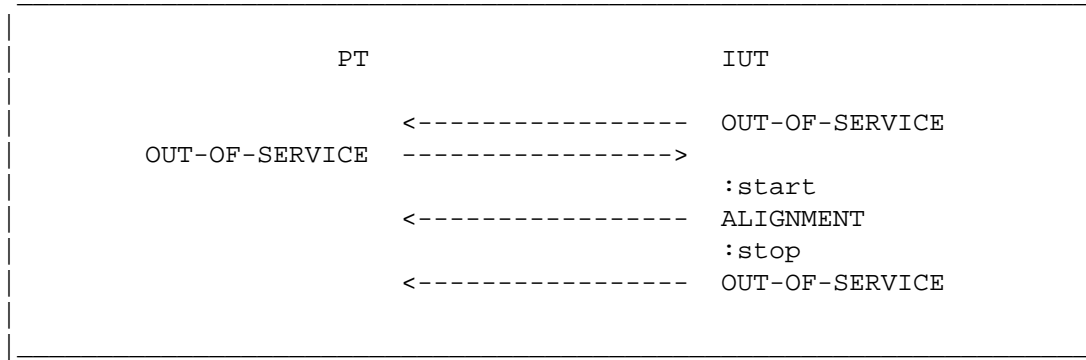 PT IUT
<----------------- OUT-OF-SERVICE
OUT-OF-SERVICE ----------------->
:start
<----------------- ALIGNMENT
:stop
<----------------- OUT-OF-SERVICE